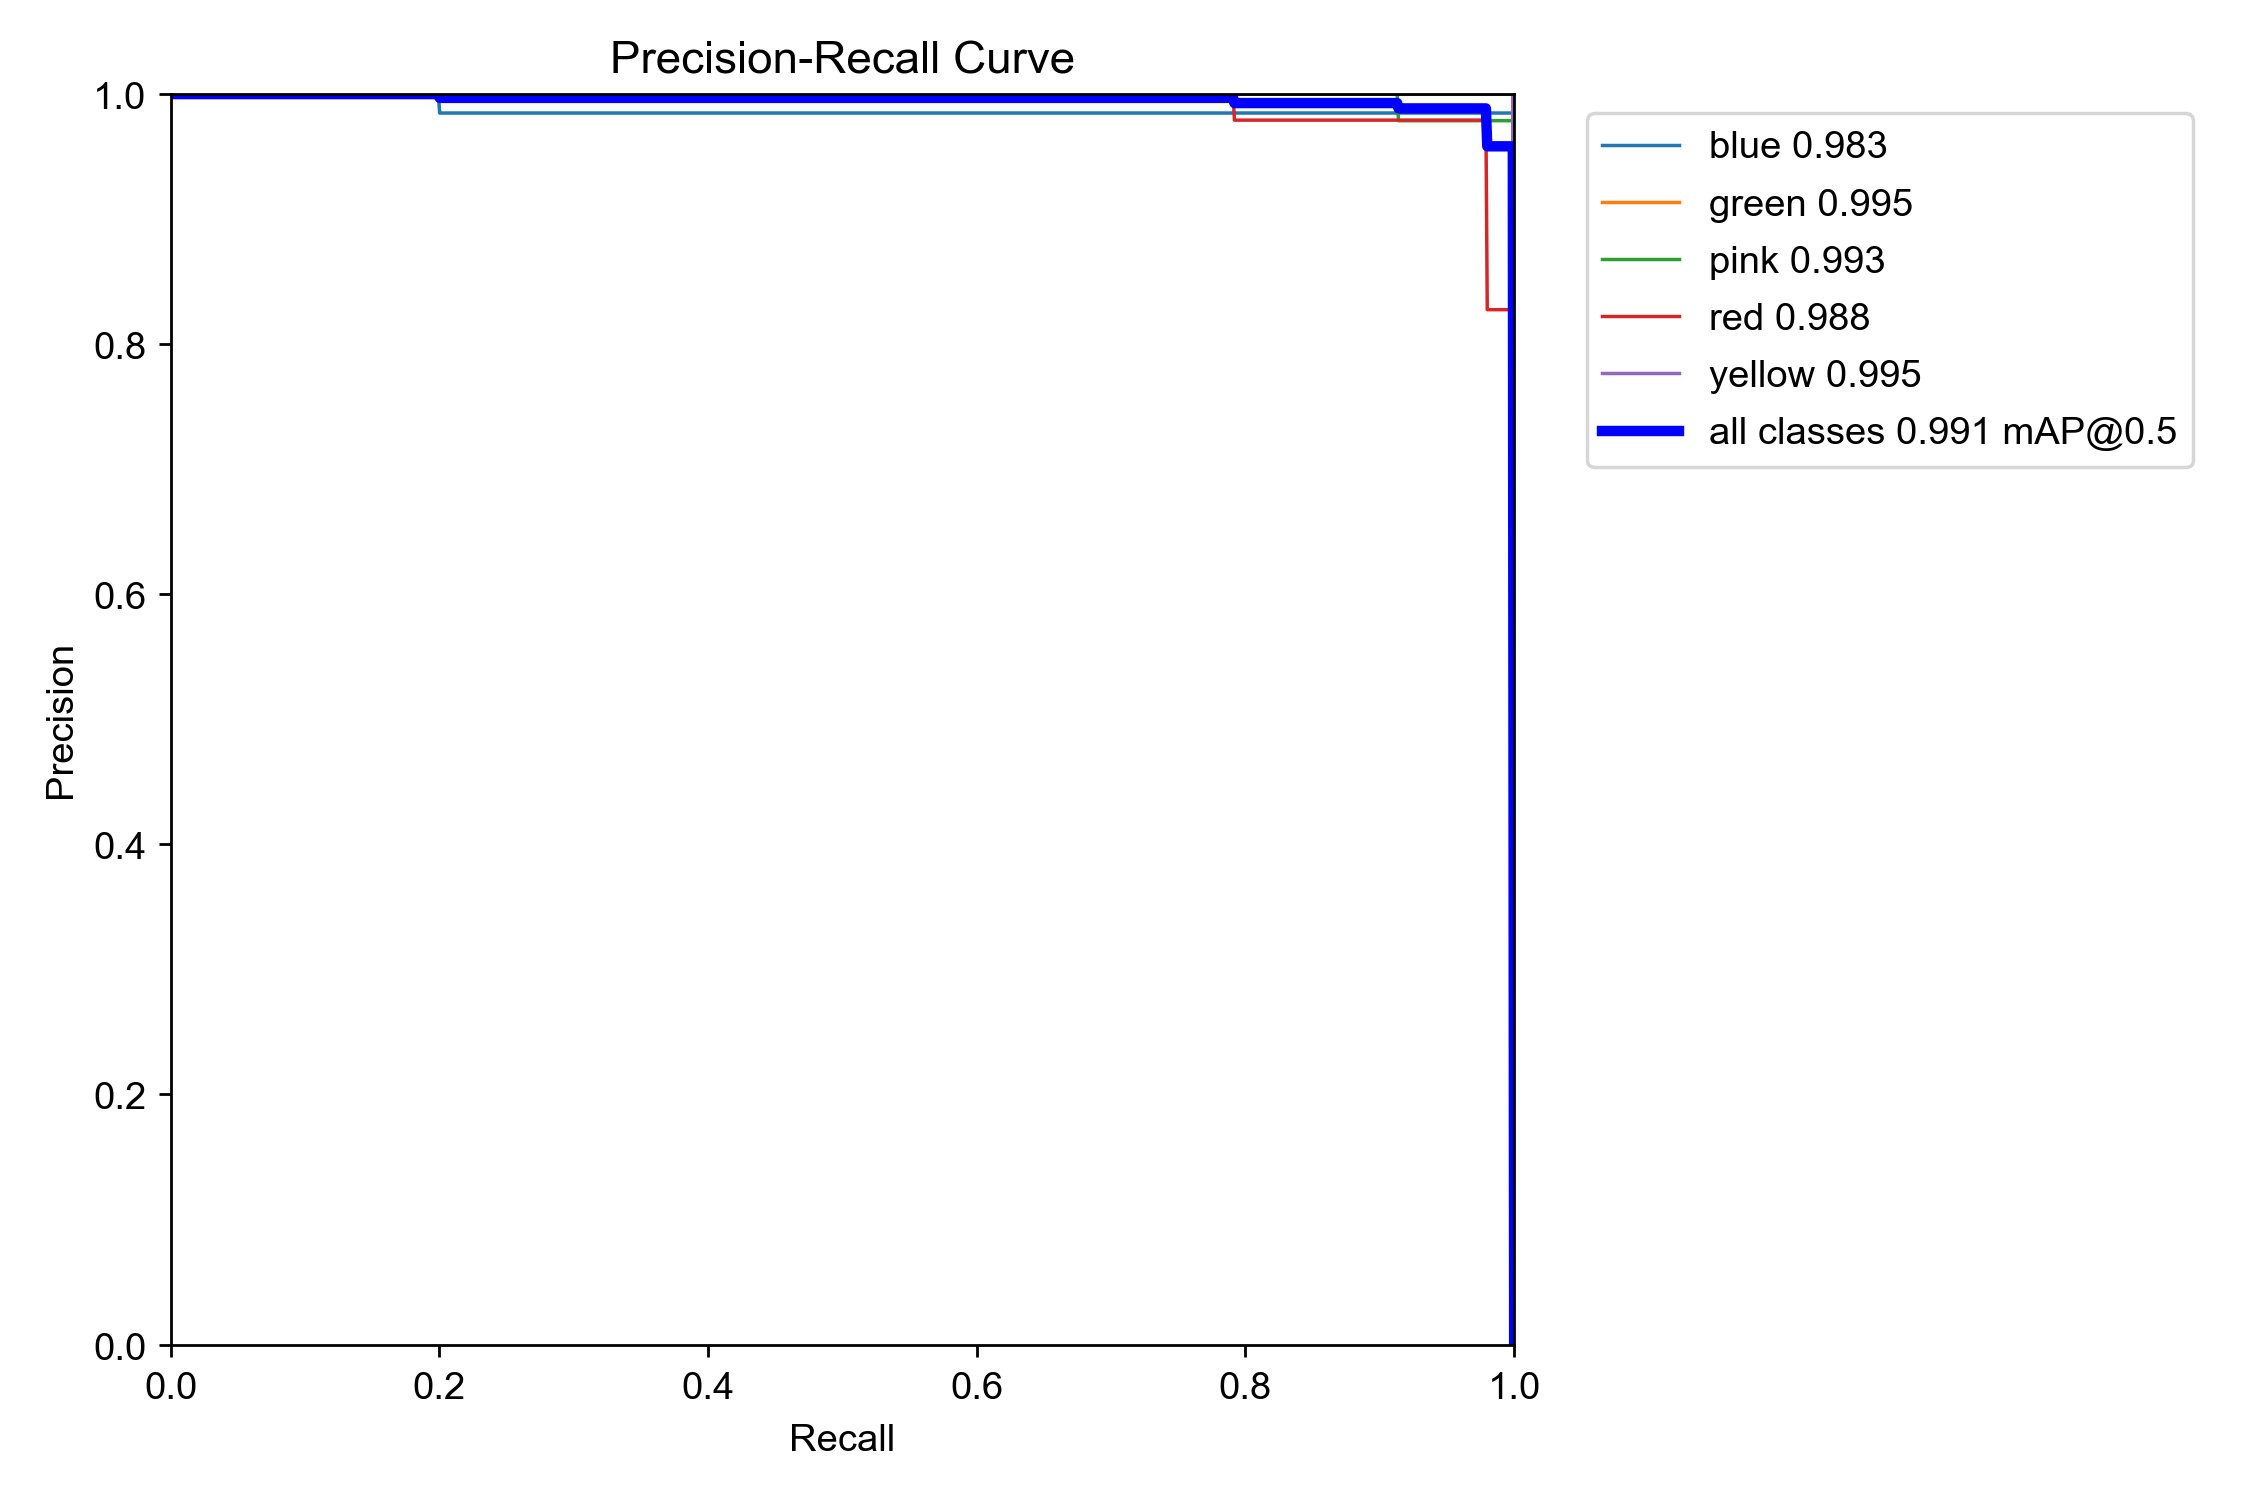 Precision-Recall Curve
1.0
0.8
0.6
0.4
0.2
0.0
Precision
0.0 0.2 0.4 0.6 0.8 1.0
Recall
blue 0.983
green 0.995
pink 0.993
red 0.988
yellow 0.995
all classes 0.991 mAP@0.5